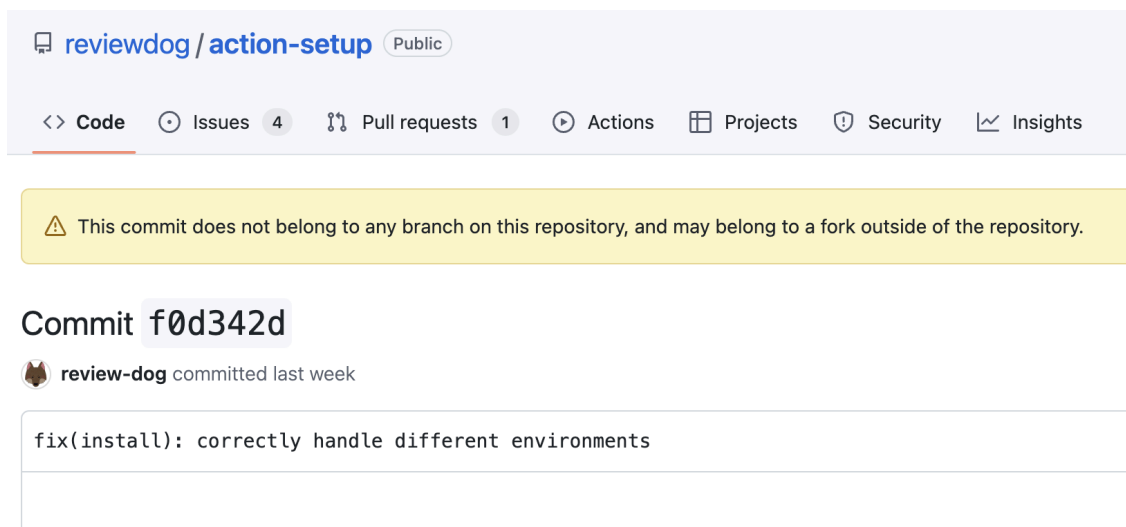 reviewdog / action-setup Public
Code Issues 4 Pull requests 1 Actions Projects Security Insights
This commit does not belong to any branch on this repository, and may belong to a fork outside of the repository.
Commit f0d342d
review-dog committed last week
fix(install): correctly handle different environments